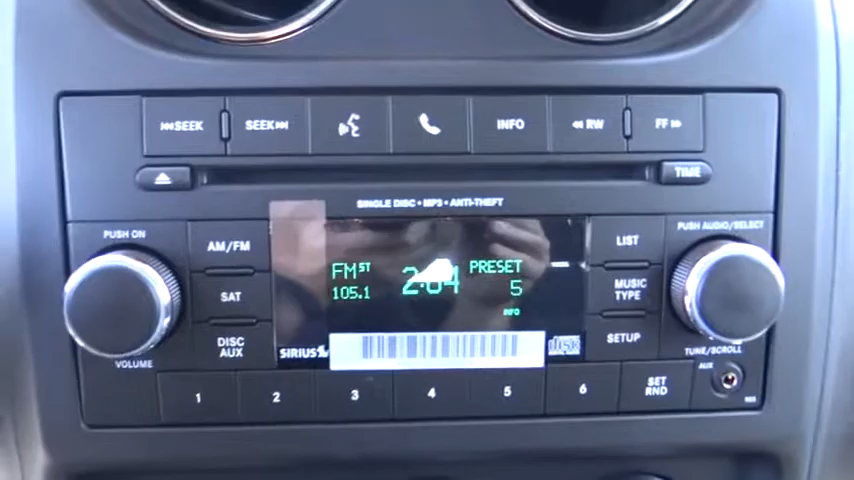 SEEK
SEEK
INFO
RW
FF
TIME
SINGLE DISC • MP3 • ANTI-THEFT
PUSH ON
AM/FM
SAT
DISC
AUX
VOLUME
FM ST
105.1
2:04
PRESET
5
INFO
SIRIUS
disc
LIST
MUSIC
TYPE
SETUP
PUSH AUDIO/SELECT
TUNE/SCROLL
AUX
1
2
3
4
5
6
SET
RND